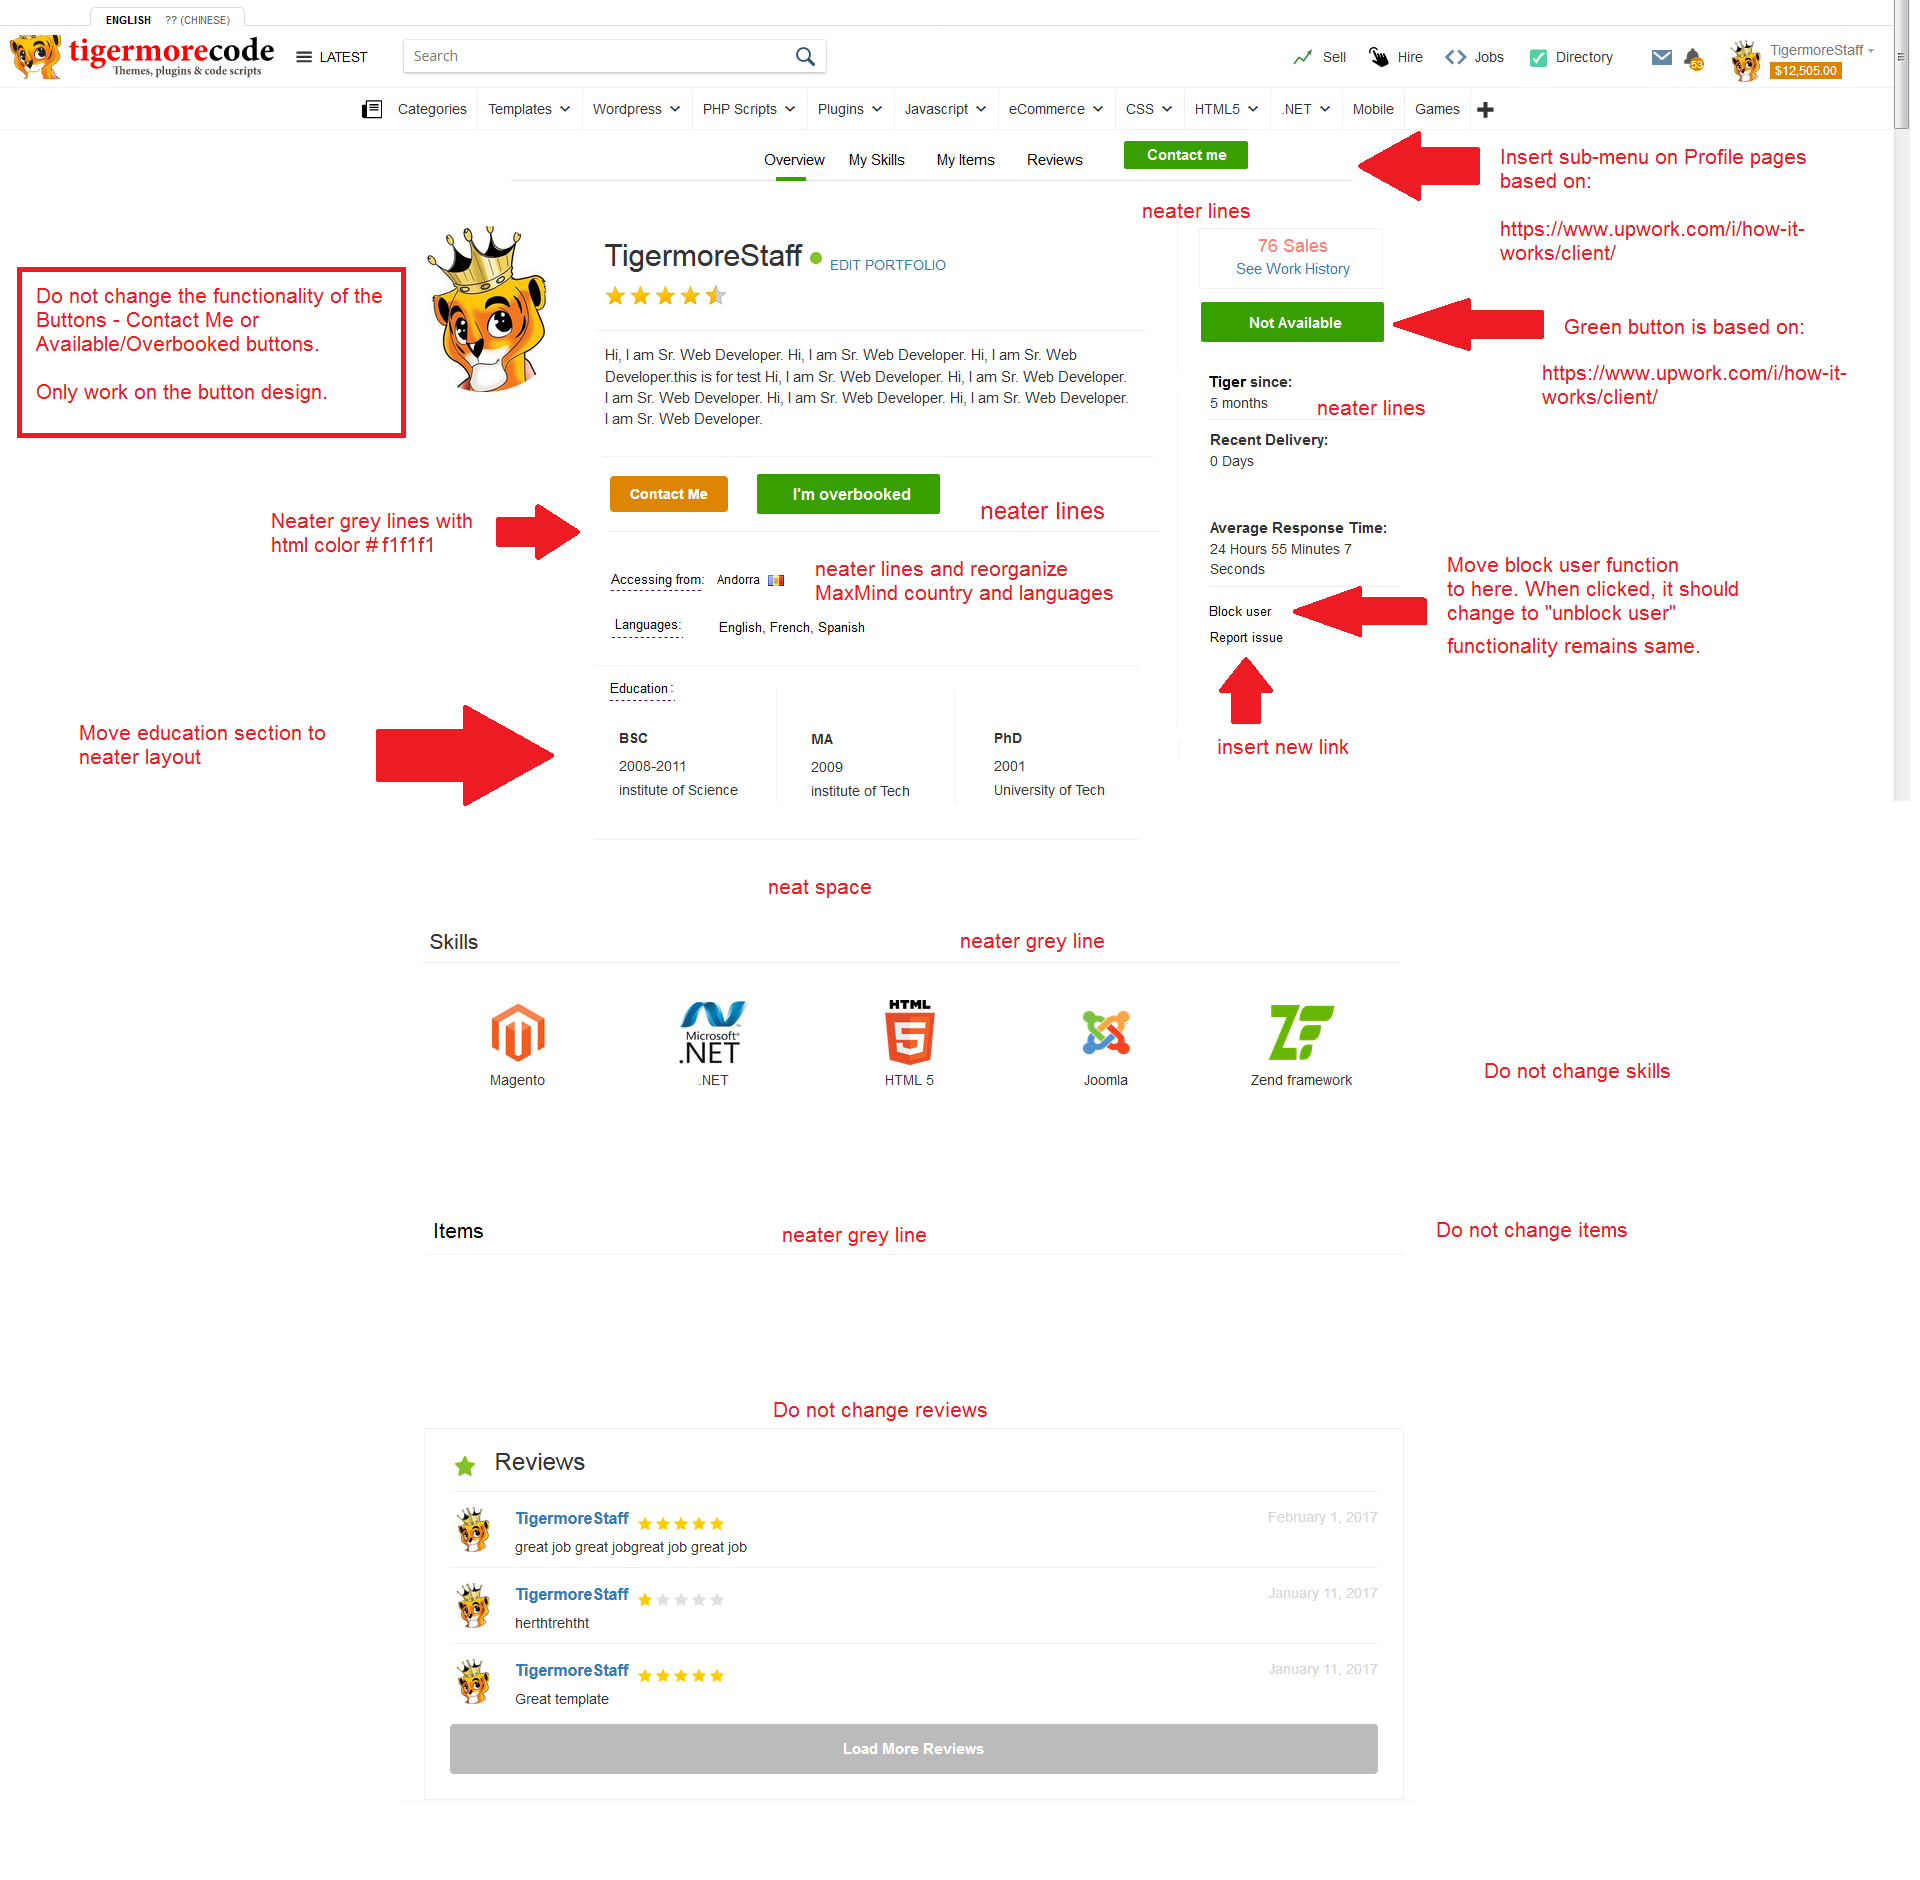 ENGLISH ?? (CHINESE)
tigermorecode
Themes, plugins & code scripts
LATEST
Search
Sell
Hire
Jobs
Directory
53
TigermoreStaff
$12,505.00
Categories
Templates
Wordpress
PHP Scripts
Plugins
Javascript
eCommerce
CSS
HTML5
.NET
Mobile
Games
Overview
My Skills
My Items
Reviews
Contact me
Insert sub-menu on Profile pages
based on:
https://www.upwork.com/i/how-it-
works/client/
neater lines
TigermoreStaff
EDIT PORTFOLIO
76 Sales
See Work History
Do not change the functionality of the
Buttons - Contact Me or
Available/Overbooked buttons.
Only work on the button design.
Not Available
Green button is based on:
https://www.upwork.com/i/how-it-
works/client/
Hi, I am Sr. Web Developer. Hi, I am Sr. Web Developer. Hi, I am Sr. Web
Developer.this is for test Hi, I am Sr. Web Developer. Hi, I am Sr. Web Developer.
I am Sr. Web Developer. Hi, I am Sr. Web Developer. Hi, I am Sr. Web Developer.
I am Sr. Web Developer.
Tiger since:
5 months
neater lines
Recent Delivery:
0 Days
Contact Me
I'm overbooked
neater lines
Neater grey lines with
html color #f1f1f1
Average Response Time:
24 Hours 55 Minutes 7
Seconds
Accessing from: Andorra
neater lines and reorganize
MaxMind country and languages
Languages: English, French, Spanish
Block user
Report issue
Move block user function
to here. When clicked, it should
change to "unblock user"
functionality remains same.
insert new link
Education:
Move education section to
neater layout
BSC
2008-2011
institute of Science
MA
2009
institute of Tech
PhD
2001
University of Tech
neat space
Skills
neater grey line
Microsoft
.NET
HTML
5
Magento
.NET
HTML 5
Joomla
Zend framework
Do not change skills
Items
neater grey line
Do not change items
Do not change reviews
Reviews
TigermoreStaff
February 1, 2017
great job great jobgreat job great job
TigermoreStaff
January 11, 2017
herthtrehtht
TigermoreStaff
January 11, 2017
Great template
Load More Reviews